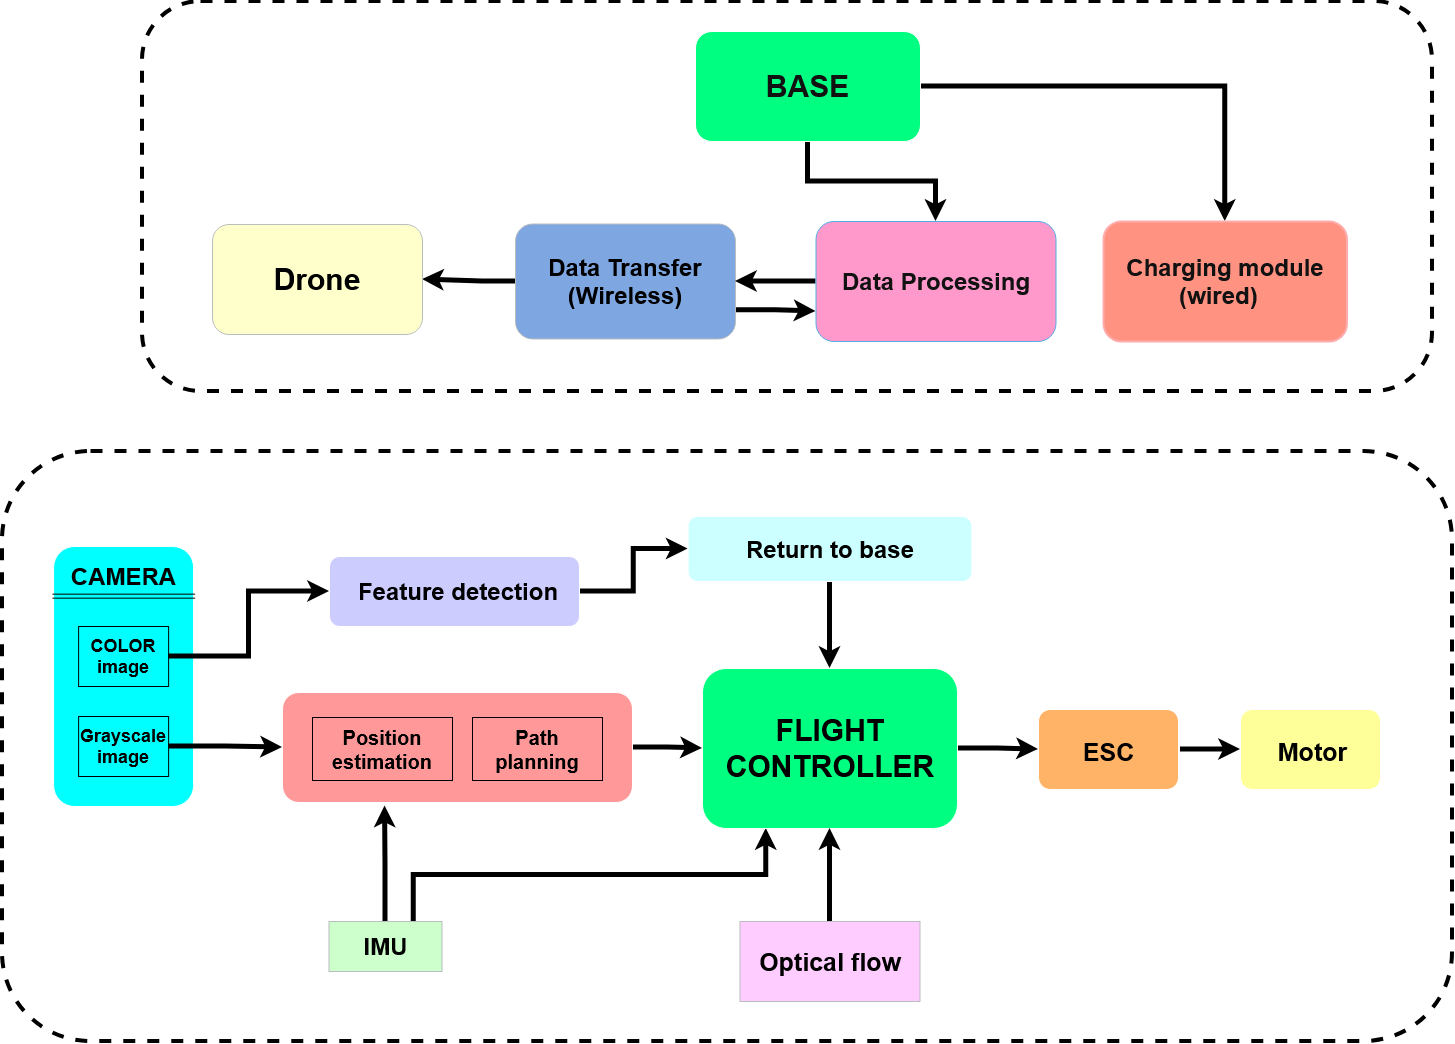 BASE
Drone
Data Transfer
(Wireless)
Data Processing
Charging module
(wired)
CAMERA
COLOR
image
Grayscale
image
Feature detection
Return to base
Position
estimation
Path
planning
FLIGHT
CONTROLLER
ESC
Motor
IMU
Optical flow